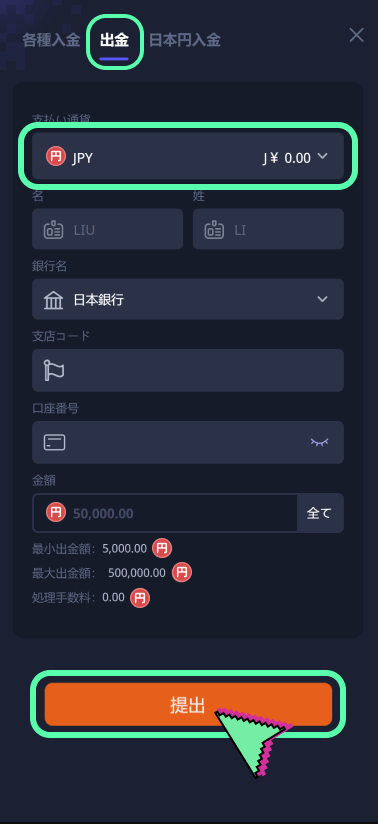 各種入金 出金 日本円入金
支払い通貨
円 JPY J¥ 0.00
名 姓
LIU LI
銀行名
日本銀行
支店コード
口座番号
金額
円 50,000.00 全て
最小出金額: 5,000.00 円
最大出金額: 500,000.00 円
処理手数料: 0.00 円
提出